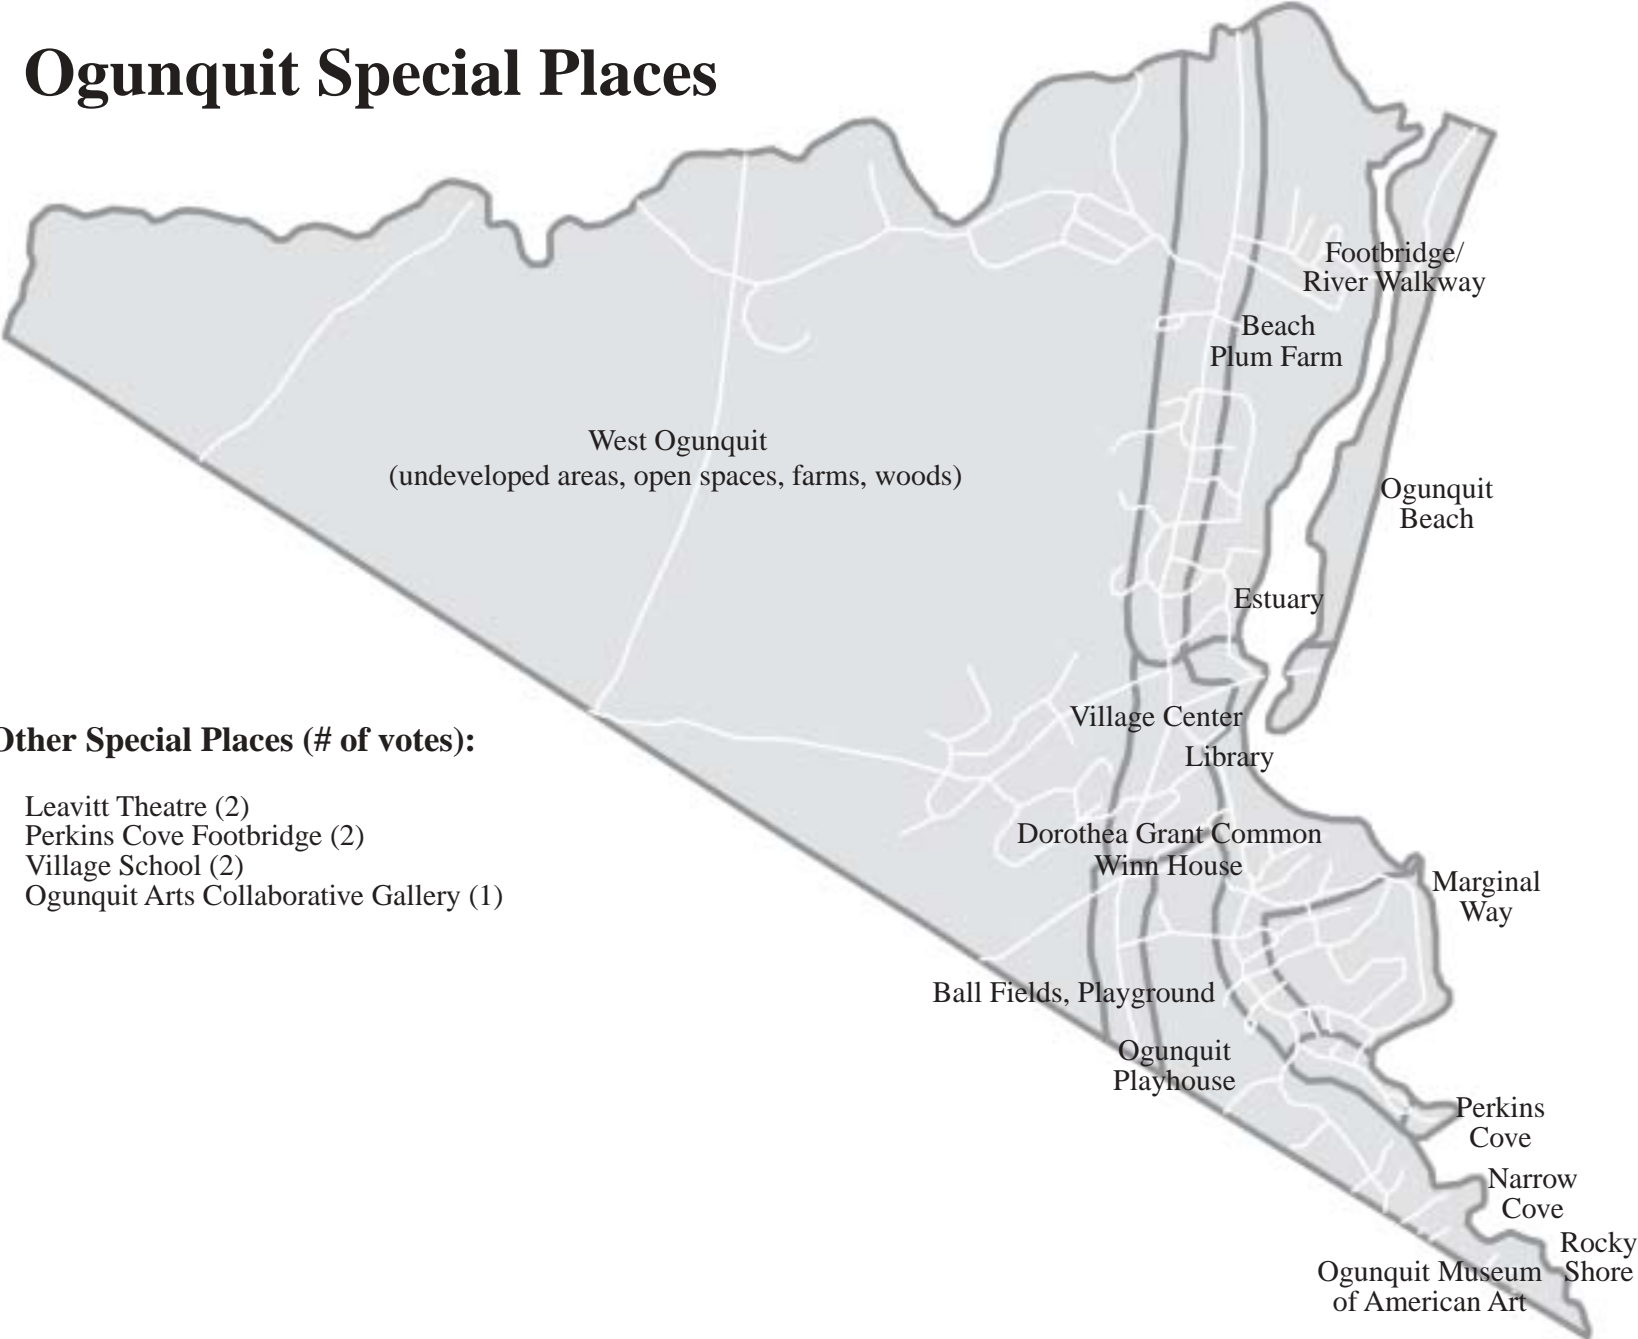 Ogunquit Special Places
Footbridge/
River Walkway
Beach
Plum Farm
West Ogunquit
(undeveloped areas, open spaces, farms, woods)
Ogunquit
Beach
Estuary
Village Center
Library
Other Special Places (# of votes):
Leavitt Theatre (2)
Perkins Cove Footbridge (2)
Village School (2)
Ogunquit Arts Collaborative Gallery (1)
Dorothea Grant Common
Winn House
Marginal
Way
Ball Fields, Playground
Ogunquit
Playhouse
Perkins
Cove
Narrow
Cove
Rocky
Shore
Ogunquit Museum
of American Art